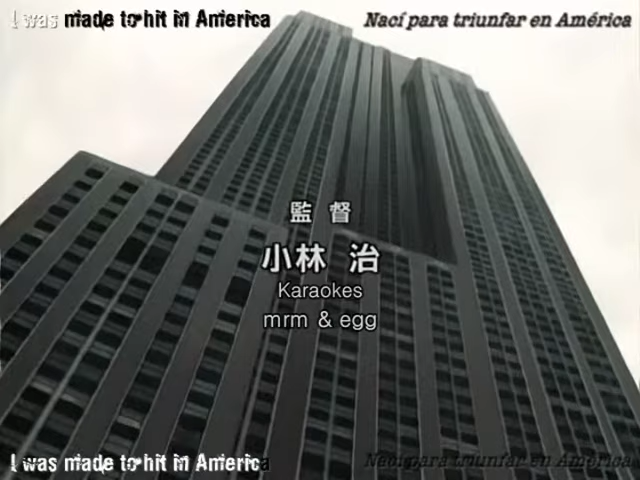 I was made to hit in America
Nací para triunfar en América
監督
小林 治
Karaokes
mrm & egg
I was made to hit in America
Nací para triunfar en América